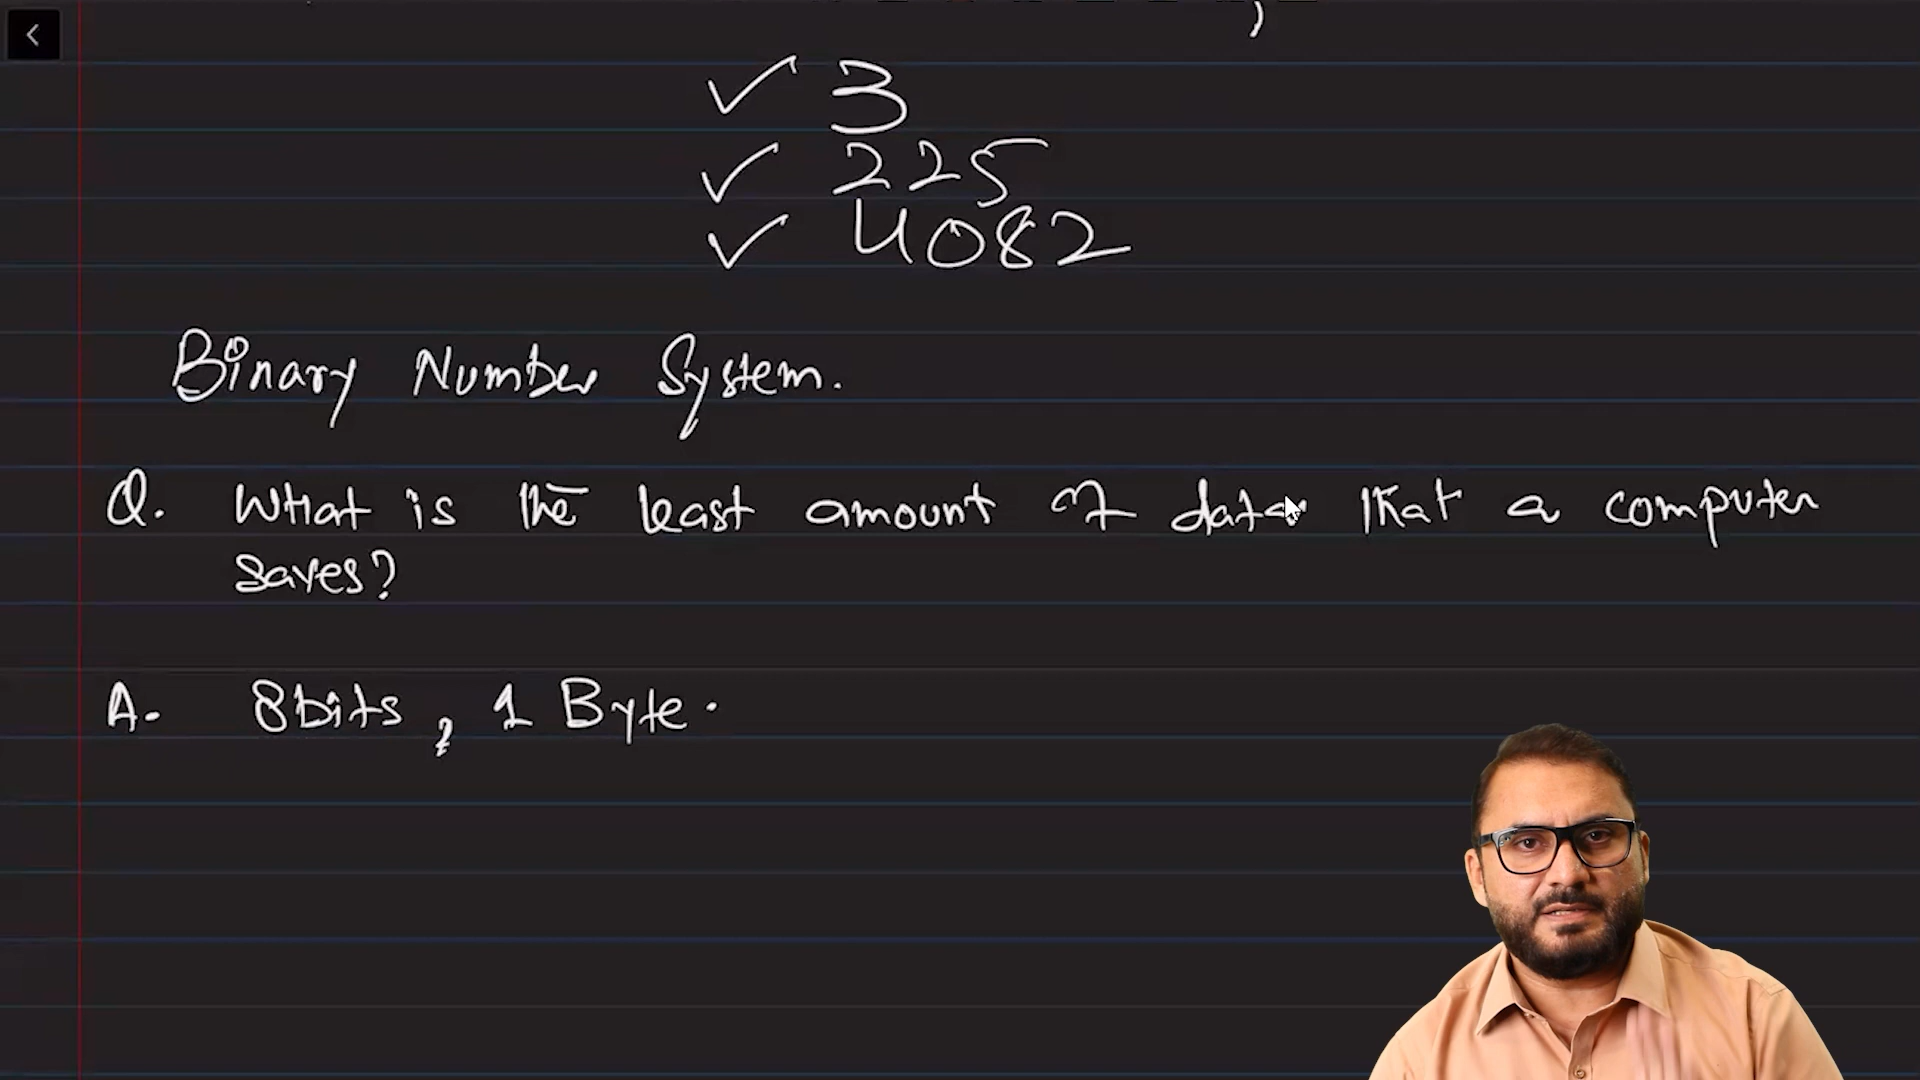 ✓ 3
✓ 225
✓ 4082
Binary Number System.
Q. What is the least amount of data that a computer
saves?
A. 8bits, 1 Byte.